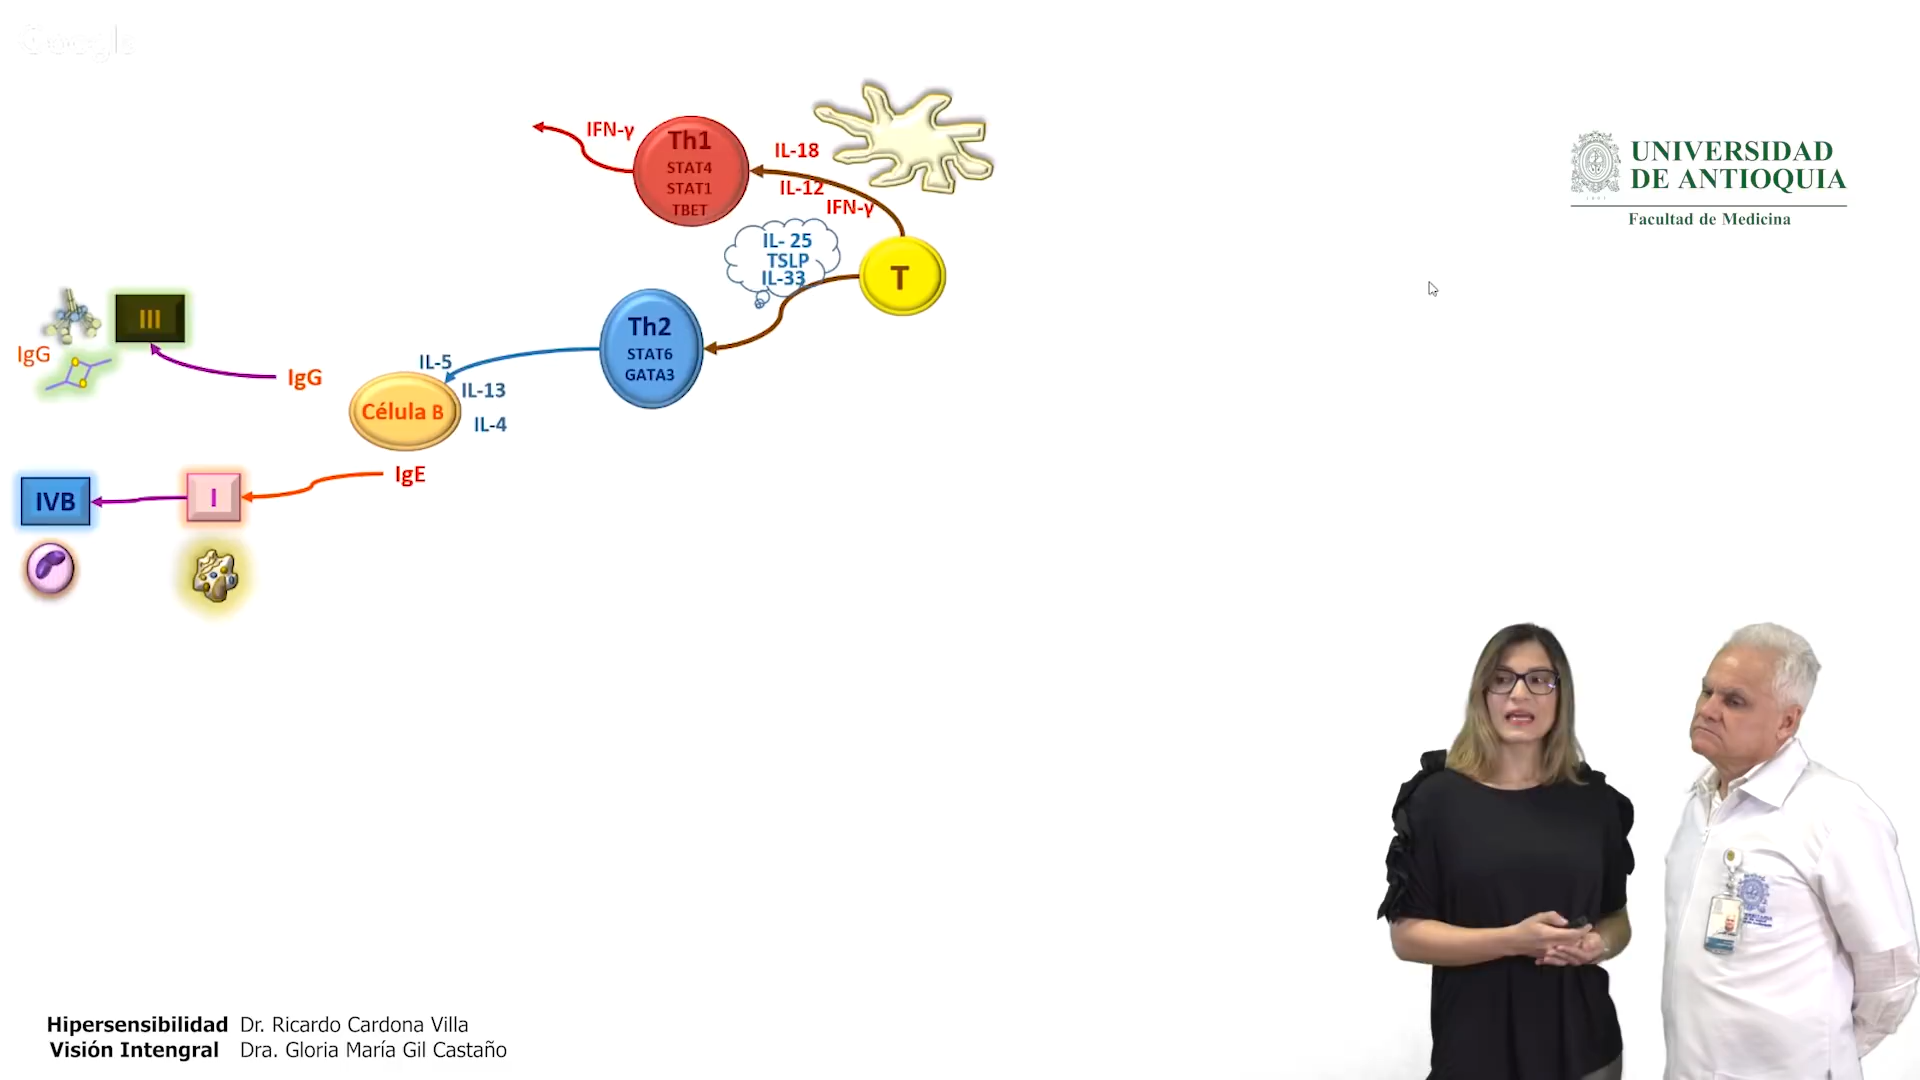 Google
IFN-γ
Th1
STAT4
STAT1
TBET
IL-18
IL-12
IFN-γ
IL- 25
TSLP
IL-33
T
Th2
STAT6
GATA3
III
IgG
IgG
IL-5
IL-13
IL-4
Célula B
IgE
I
IVB
UNIVERSIDAD
DE ANTIOQUIA
Facultad de Medicina
Hipersensibilidad Dr. Ricardo Cardona Villa
Visión Intengral Dra. Gloria María Gil Castaño